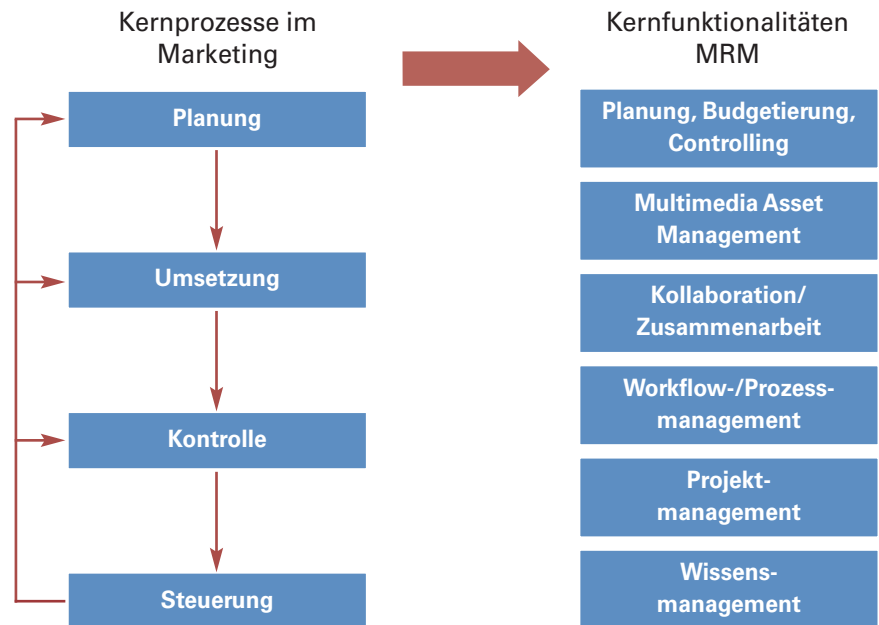 Kernprozesse im
Marketing
Planung
Umsetzung
Kontrolle
Steuerung
Kernfunktionalitäten
MRM
Planung, Budgetierung,
Controlling
Multimedia Asset
Management
Kollaboration/
Zusammenarbeit
Workflow-/Prozess-
management
Projekt-
management
Wissens-
management